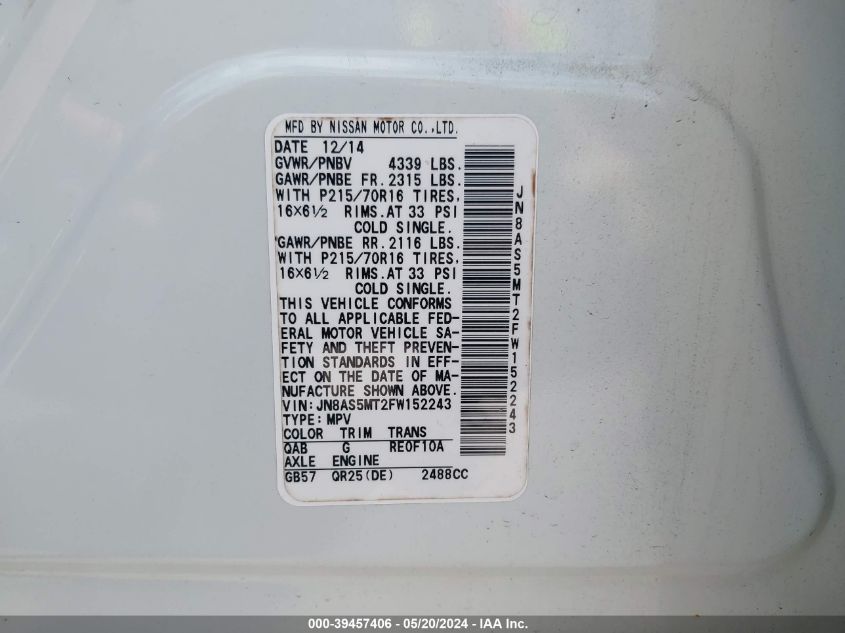 MFD BY NISSAN MOTOR CO.,LTD.
DATE 12/14
GVWR/PNBV 4339 LBS.
GAWR/PNBE FR. 2315 LBS.
WITH P215/70R16 TIRES,
16×6½ RIMS. AT 33 PSI
COLD SINGLE.
GAWR/PNBE RR. 2116 LBS.
WITH P215/70R16 TIRES,
16×6½ RIMS. AT 33 PSI
COLD SINGLE.
THIS VEHICLE CONFORMS
TO ALL APPLICABLE FED-
ERAL MOTOR VEHICLE SA-
FETY AND THEFT PREVEN-
TION STANDARDS IN EFF-
ECT ON THE DATE OF MA-
NUFACTURE SHOWN ABOVE.
VIN: JN8AS5MT2FW152243
TYPE: MPV
COLOR TRIM TRANS
QAB G RE0F10A
AXLE ENGINE
GB57 QR25(DE) 2488CC
JN8AS5MT2FW152243
000-39457406 - 05/20/2024 - IAA Inc.